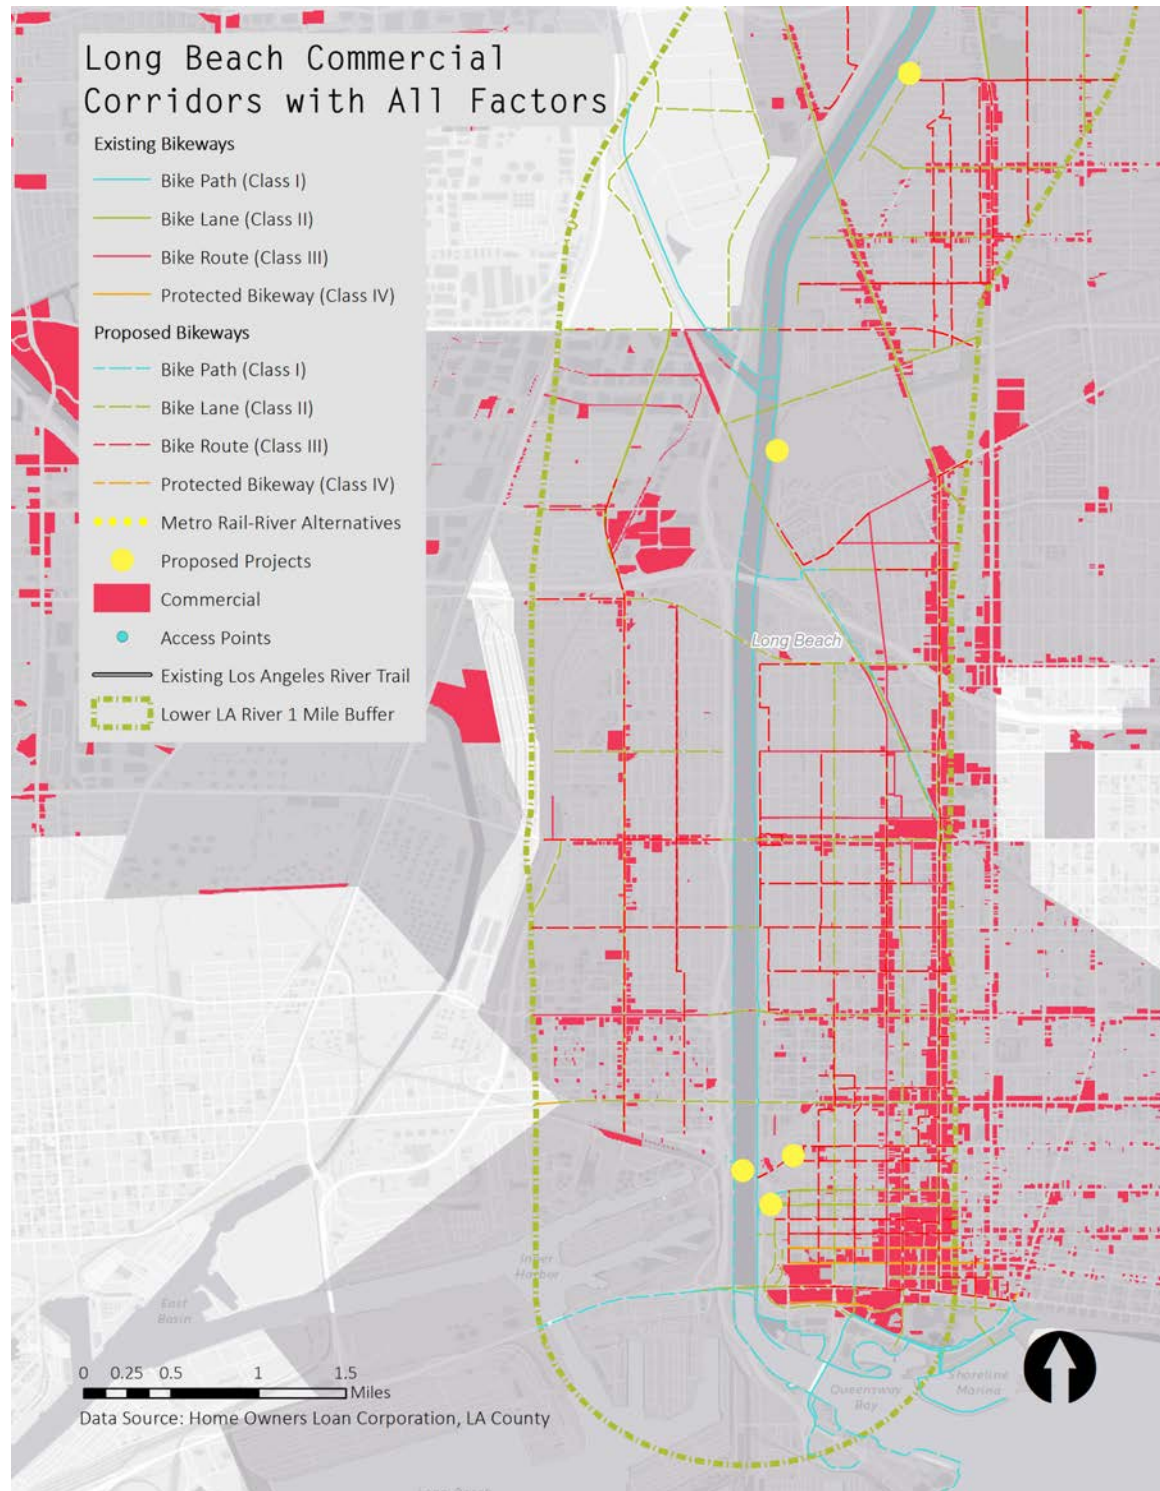 Long Beach Commercial
Corridors with All Factors
Existing Bikeways
Bike Path (Class I)
Bike Lane (Class II)
Bike Route (Class III)
Protected Bikeway (Class IV)
Proposed Bikeways
Bike Path (Class I)
Bike Lane (Class II)
Bike Route (Class III)
Protected Bikeway (Class IV)
Metro Rail-River Alternatives
Proposed Projects
Commercial
Access Points
Existing Los Angeles River Trail
Lower LA River 1 Mile Buffer
Long Beach
Inner
Harbor
East
Basin
Shoreline
Marina
Queensway
Bay
0 0.25 0.5 1 1.5
Miles
Data Source: Home Owners Loan Corporation, LA County